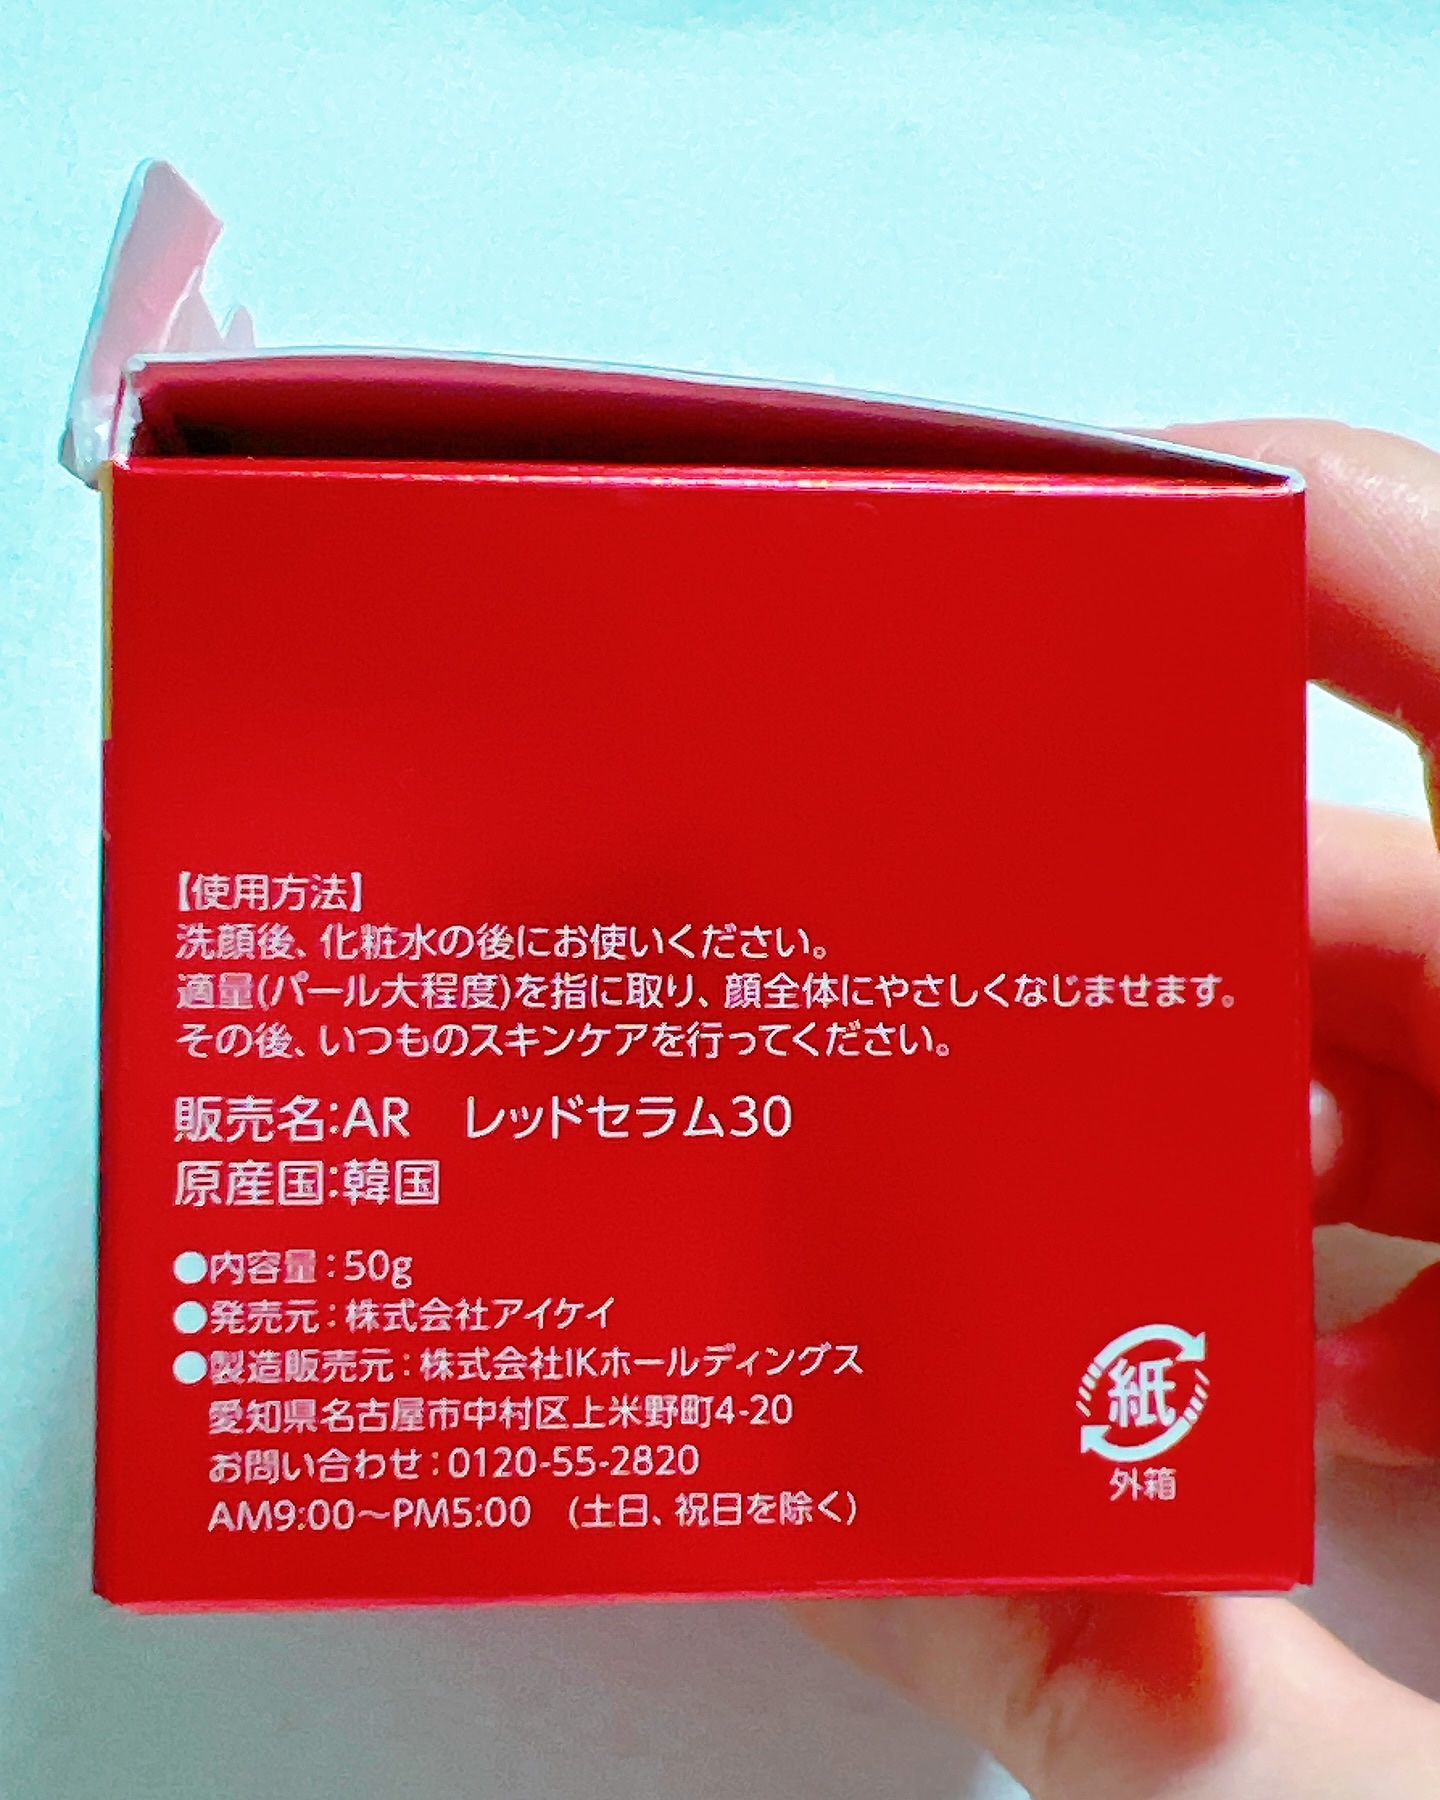 【使用方法】
洗顔後、化粧水の後にお使いください。
適量(パール大程度)を指に取り、顔全体にやさしくなじませます。
その後、いつものスキンケアを行ってください。
販売名:AR　レッドセラム30
原産国:韓国
●内容量:50g
●発売元:株式会社アイケイ
●製造販売元:株式会社IKホールディングス
愛知県名古屋市中村区上米野町4-20
お問い合わせ:0120-55-2820
AM9:00〜PM5:00　(土日、祝日を除く)
紙
外箱